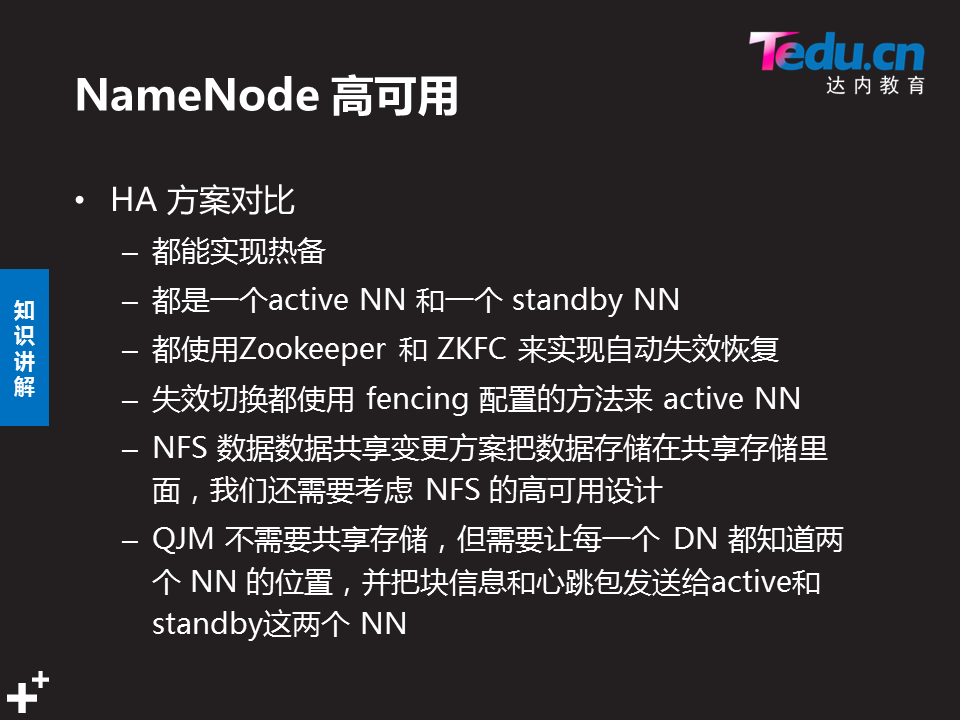 Tedu.cn
达内教育
NameNode 高可用
• HA 方案对比
– 都能实现热备
– 都是一个active NN 和一个 standby NN
– 都使用Zookeeper 和 ZKFC 来实现自动失效恢复
– 失效切换都使用 fencing 配置的方法来 active NN
– NFS 数据数据共享变更方案把数据存储在共享存储里
面，我们还需要考虑 NFS 的高可用设计
– QJM 不需要共享存储，但需要让每一个 DN 都知道两
个 NN 的位置，并把块信息和心跳包发送给active和
standby这两个 NN
知
识
讲
解